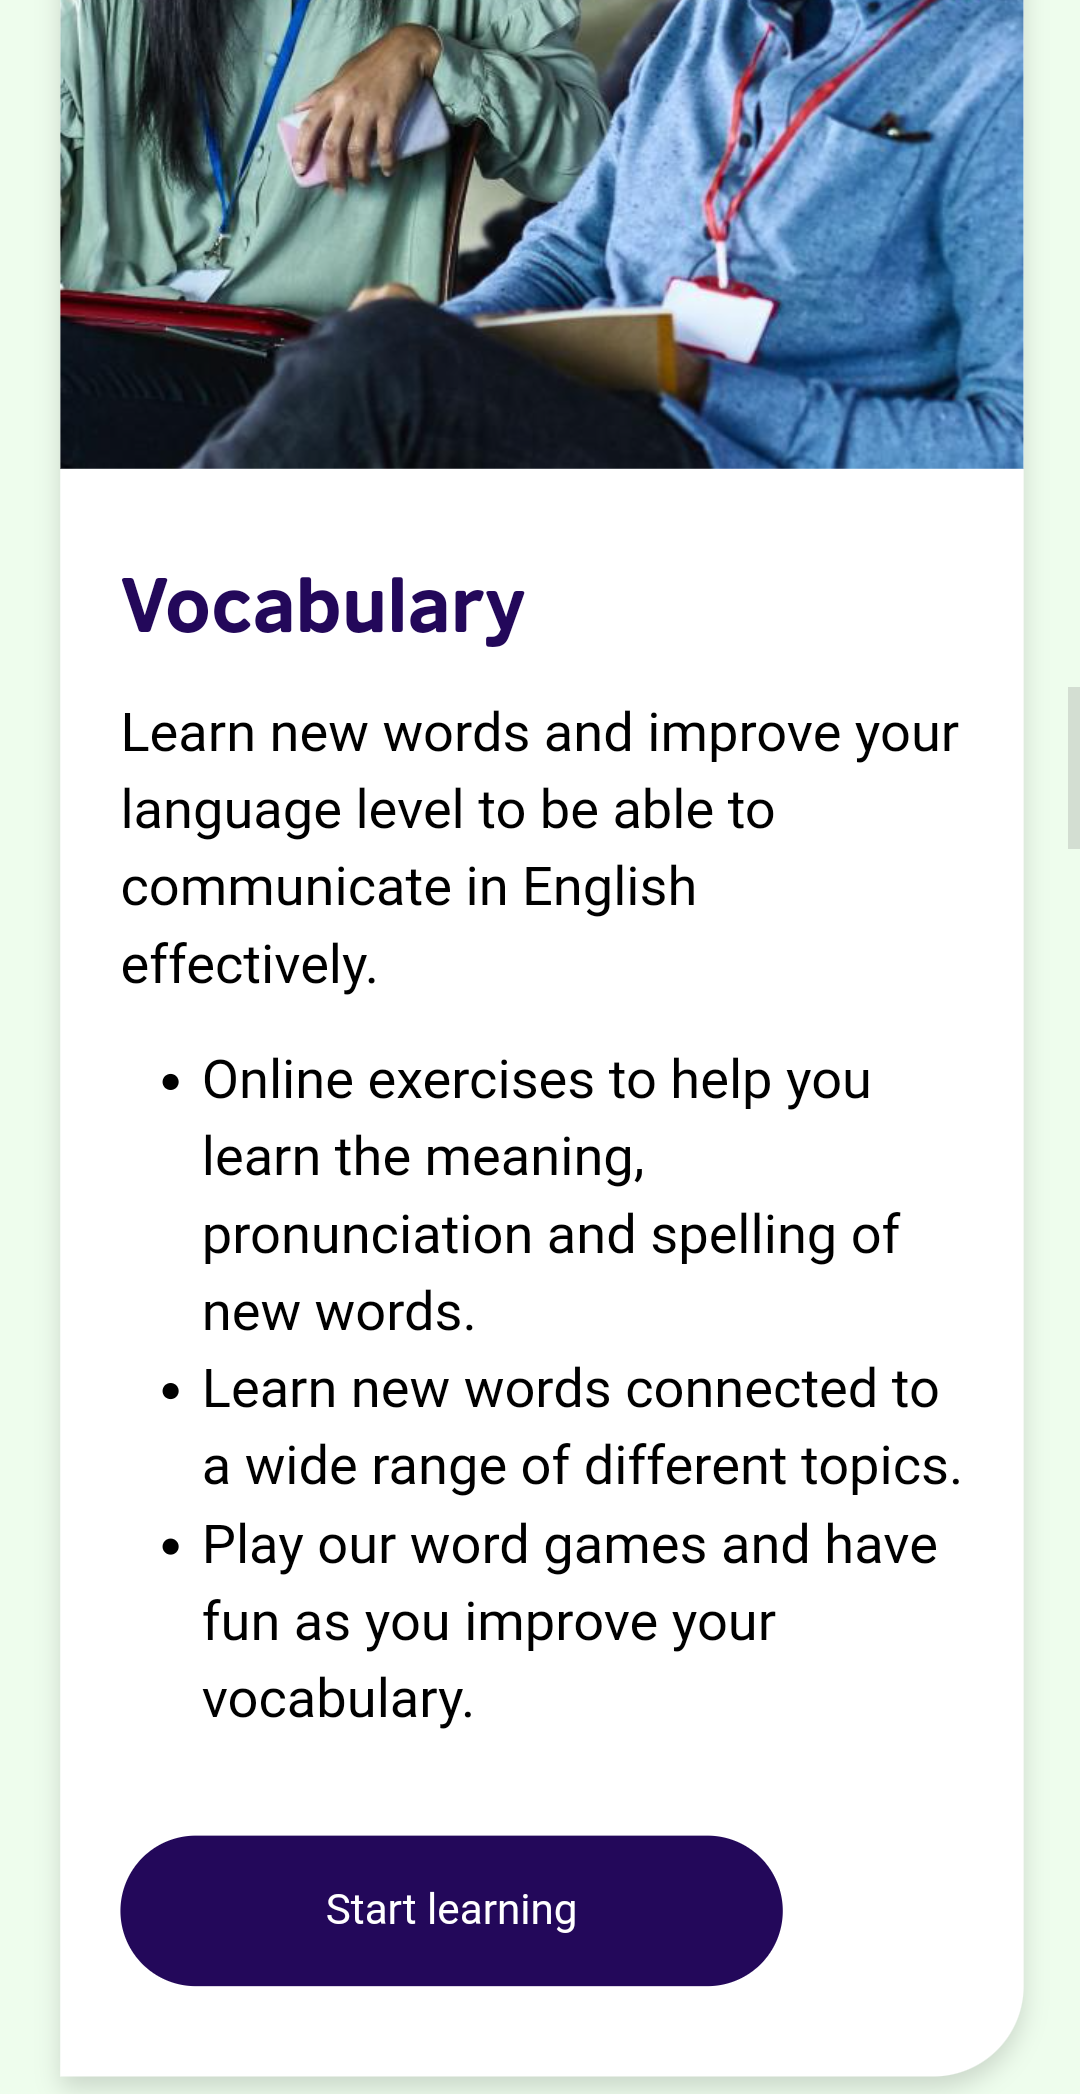 Vocabulary
Learn new words and improve your
language level to be able to
communicate in English
effectively.
• Online exercises to help you
learn the meaning,
pronunciation and spelling of
new words.
• Learn new words connected to
a wide range of different topics.
• Play our word games and have
fun as you improve your
vocabulary.
Start learning